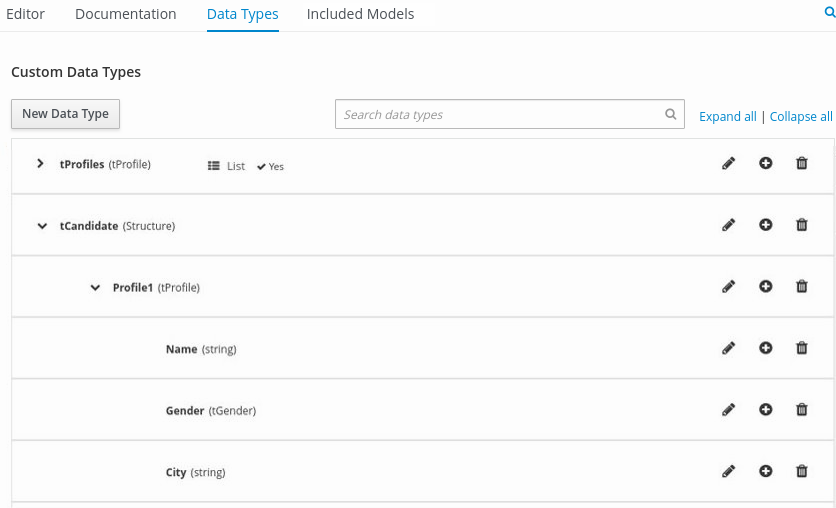 Editor Documentation Data Types Included Models
Custom Data Types
New Data Type Search data types Expand all | Collapse all
tProfiles (tProfile) List Yes
tCandidate (Structure)
Profile1 (tProfile)
Name (string)
Gender (tGender)
City (string)